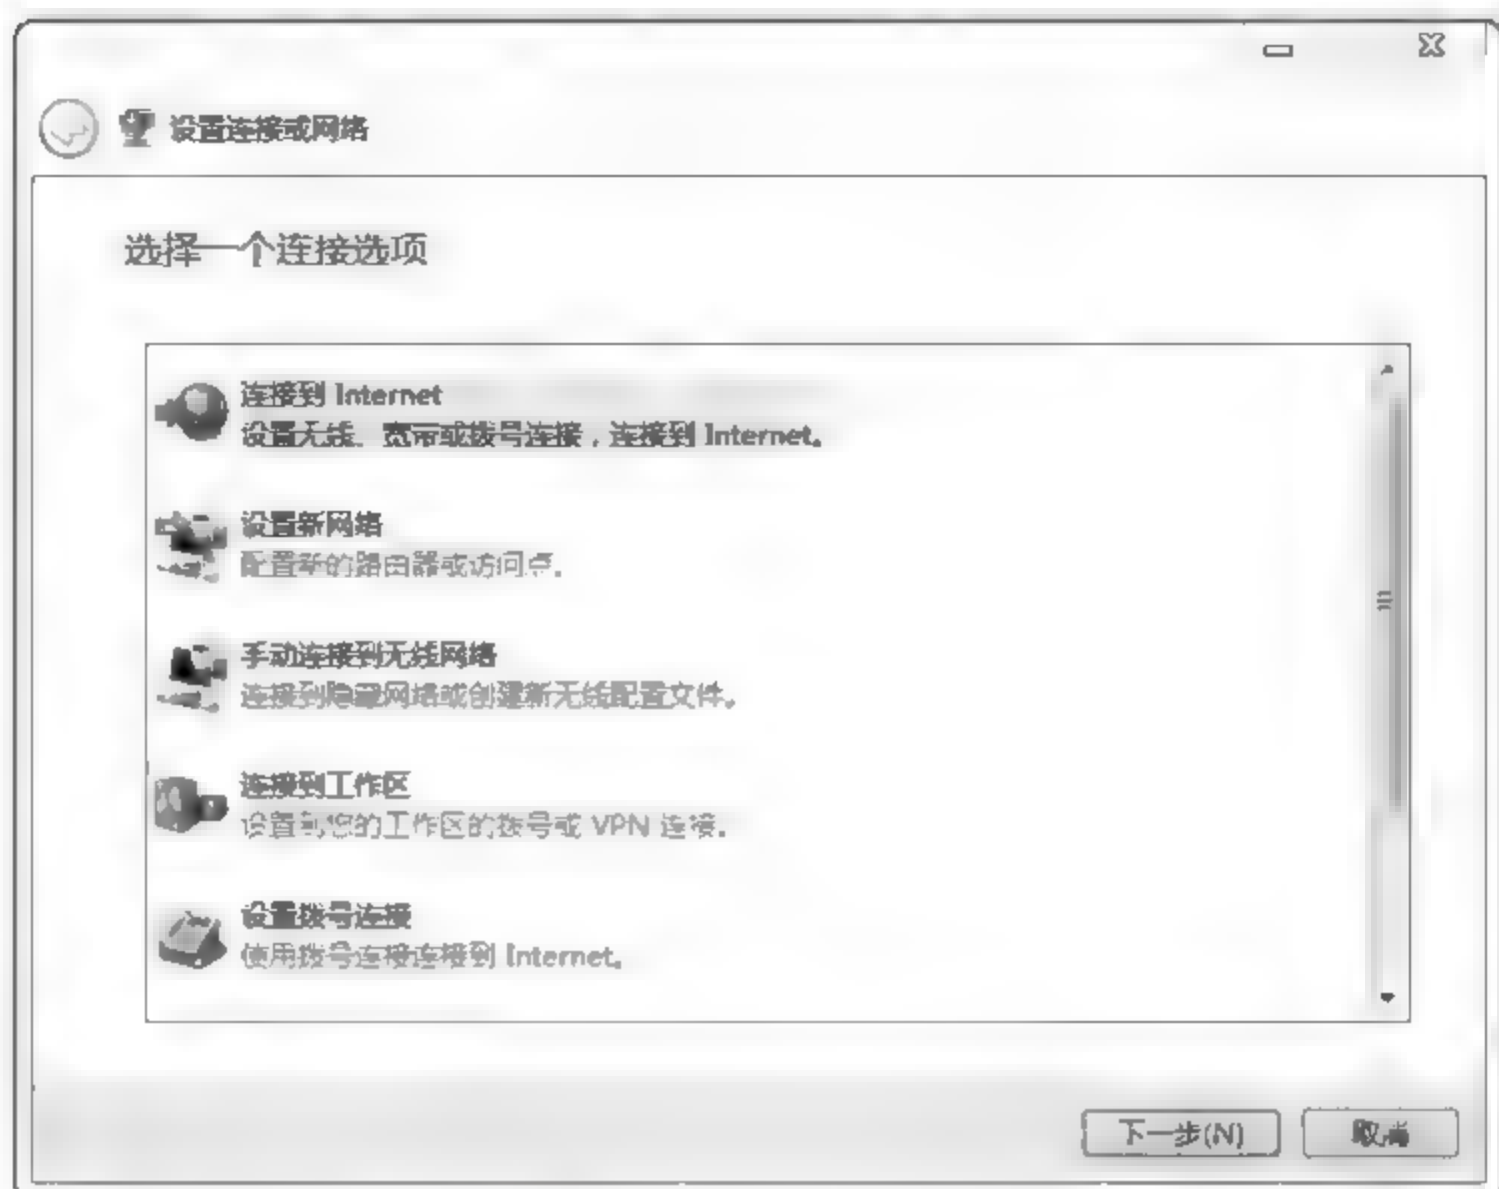 设置连接或网络
选择一个连接选项
连接到 Internet
设置无线、宽带或拨号连接，连接到 Internet。
设置新网络
配置新的路由器或访问点。
手动连接到无线网络
连接到隐藏网络或创建新无线配置文件。
连接到工作区
设置到您的工作区的拨号或 VPN 连接。
设置拨号连接
使用拨号连接连接到 Internet。
下一步(N)
取消